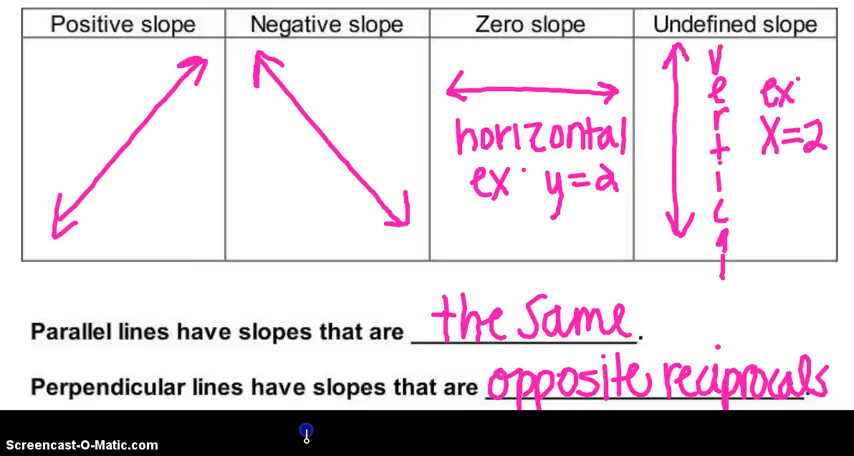 Positive slope Negative slope Zero slope Undefined slope
horizontal
ex. y=2
vertical
ex.
x=2
Parallel lines have slopes that are the same.
Perpendicular lines have slopes that are opposite reciprocals.
Screencast-O-Matic.com